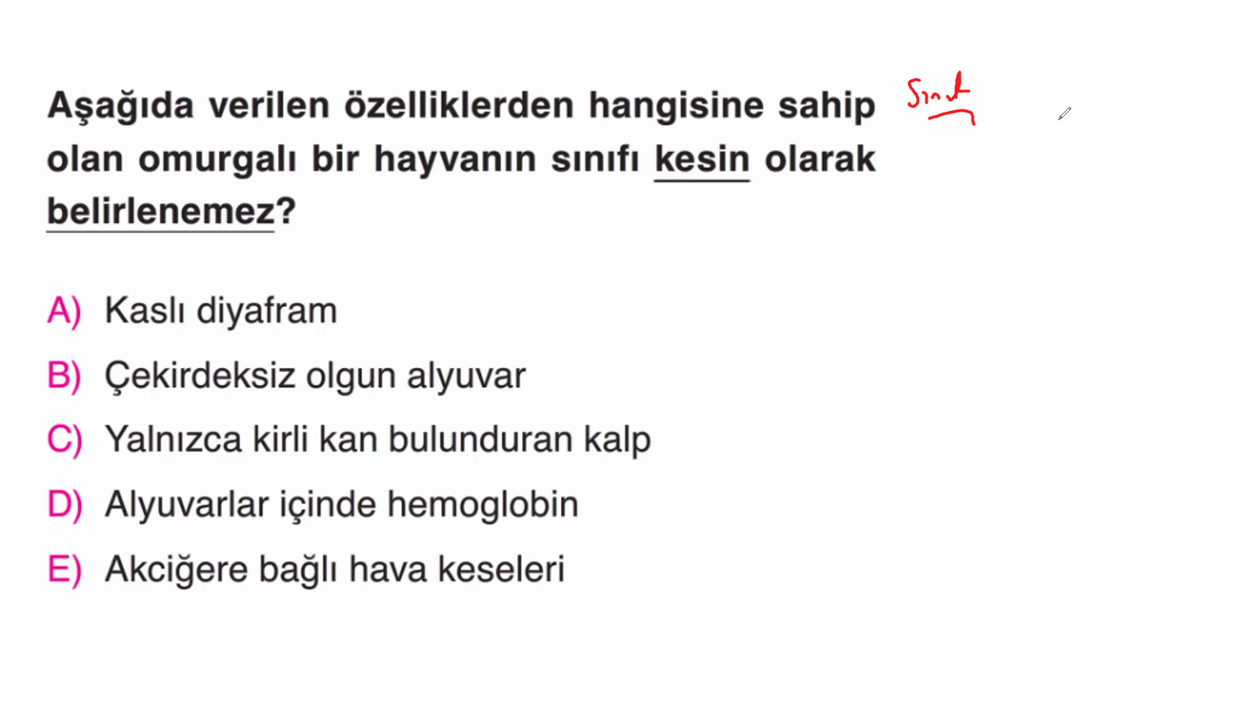 Aşağıda verilen özelliklerden hangisine sahip
olan omurgalı bir hayvanın sınıfı kesin olarak
belirlenemez?
Sınıf
A) Kaslı diyafram
B) Çekirdeksiz olgun alyuvar
C) Yalnızca kirli kan bulunduran kalp
D) Alyuvarlar içinde hemoglobin
E) Akciğere bağlı hava keseleri